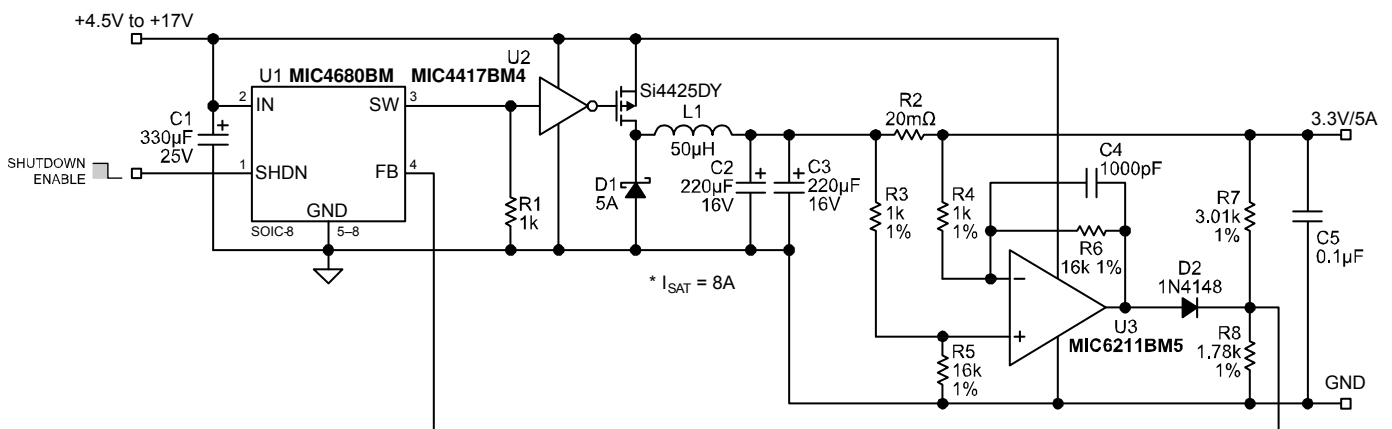 +4.5V to +17V
U1 MIC4680BM
MIC4417BM4
U2
2
IN
SW
3
Si4425DY
L1
50µH
R2
20mΩ
3.3V/5A
C1
330µF
25V
+
SHUTDOWN
ENABLE
1
SHDN
FB
4
GND
SOIC-8
5–8
R1
1k
D1
5A
C2
220µF
16V
+
C3
220µF
16V
+
R3
1k
1%
R4
1k
1%
C4
1000pF
R6
16k 1%
R7
3.01k
1%
C5
0.1µF
* ISAT = 8A
D2
1N4148
−
+
U3
MIC6211BM5
R5
16k
1%
R8
1.78k
1%
GND